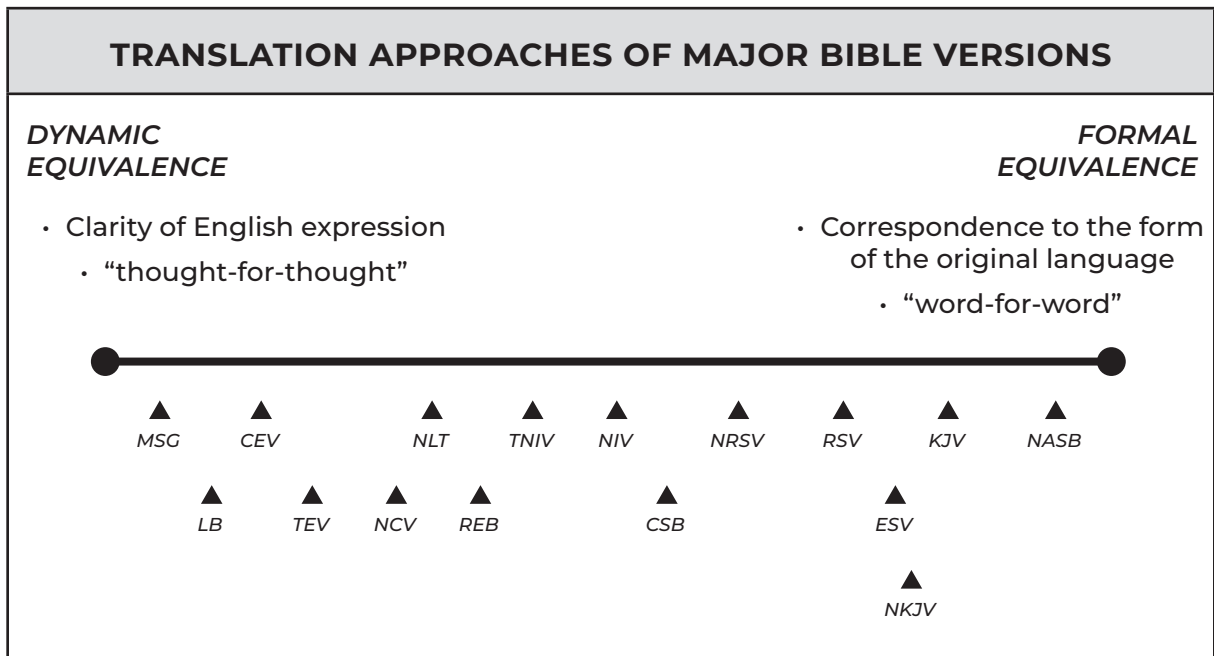 TRANSLATION APPROACHES OF MAJOR BIBLE VERSIONS
DYNAMIC
EQUIVALENCE
• Clarity of English expression
• “thought-for-thought”
FORMAL
EQUIVALENCE
• Correspondence to the form
of the original language
• “word-for-word”
MSG CEV NLT TNIV NIV NRSV RSV KJV NASB
LB TEV NCV REB CSB ESV
NKJV